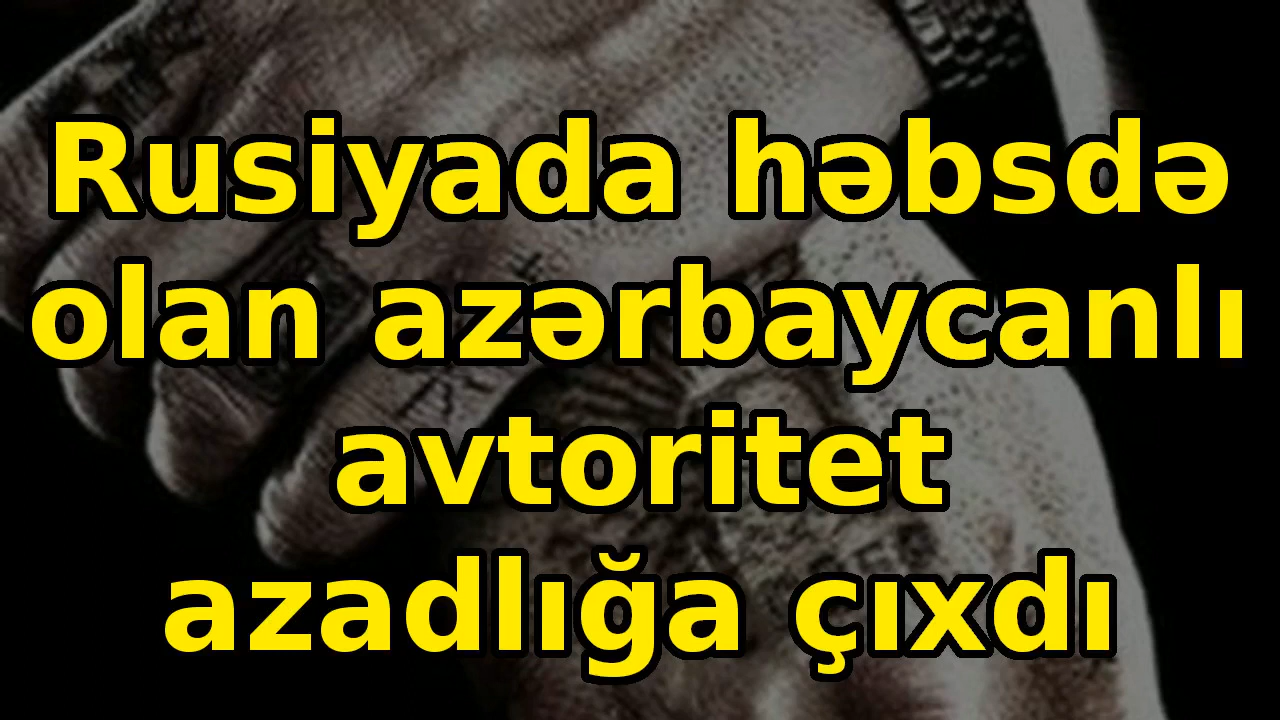 Rusiyada həbsdə
olan azərbaycanlı
avtoritet
azadlığa çıxdı